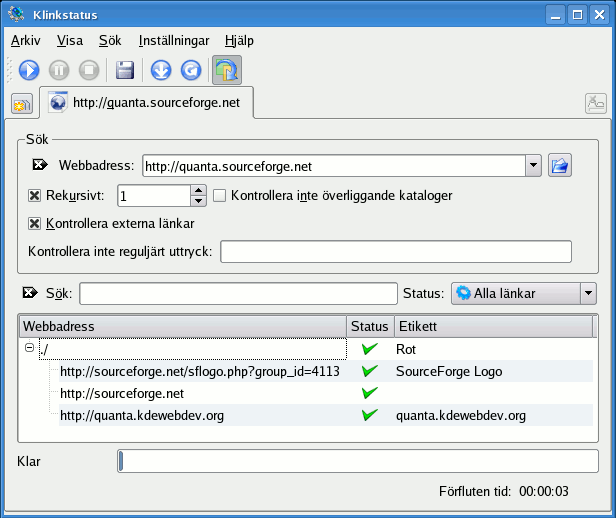 Klinkstatus
Arkiv Visa Sök Inställningar Hjälp
http://quanta.sourceforge.net
Sök
Webbadress: http://quanta.sourceforge.net
Rekursivt: 1 Kontrollera inte överliggande kataloger
Kontrollera externa länkar
Kontrollera inte reguljärt uttryck:
Sök: Status: Alla länkar
Webbadress Status Etikett
./ Rot
http://sourceforge.net/sflogo.php?group_id=4113 SourceForge Logo
http://sourceforge.net
http://quanta.kdewebdev.org quanta.kdewebdev.org
Klar
Förfluten tid: 00:00:03